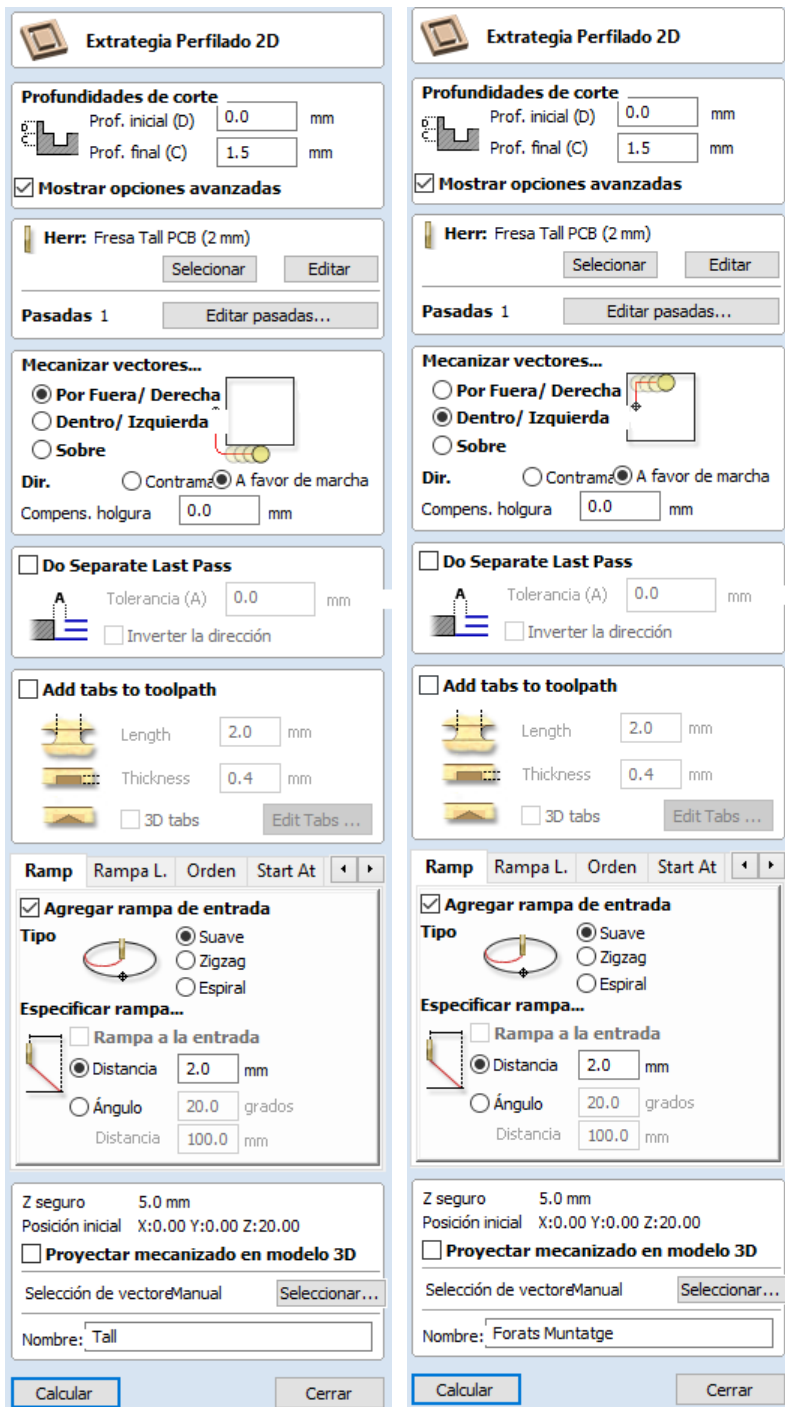 Extrategia Perfilado 2D
Profundidades de corte
Prof. inicial (D) 0.0 mm
D
C
Prof. final (C) 1.5 mm
Mostrar opciones avanzadas
Herr: Fresa Tall PCB (2 mm)
Selecionar Editar
Pasadas 1 Editar pasadas...
Mecanizar vectores...
Por Fuera/ Derecha
Dentro/ Izquierda
Sobre
Dir. Contrama A favor de marcha
Compens. holgura 0.0 mm
Do Separate Last Pass
A Tolerancia (A) 0.0 mm
Inverter la dirección
Add tabs to toolpath
Length 2.0 mm
Thickness 0.4 mm
3D tabs Edit Tabs ...
Ramp Rampa L. Orden Start At
Agregar rampa de entrada
Tipo Suave
Zigzag
Espiral
Especificar rampa...
Rampa a la entrada
Distancia 2.0 mm
Ángulo 20.0 grados
Distancia 100.0 mm
Z seguro 5.0 mm
Posición inicial X:0.00 Y:0.00 Z:20.00
Proyectar mecanizado en modelo 3D
Selección de vectore Manual Seleccionar...
Nombre: Tall
Calcular Cerrar
Extrategia Perfilado 2D
Profundidades de corte
Prof. inicial (D) 0.0 mm
D
C
Prof. final (C) 1.5 mm
Mostrar opciones avanzadas
Herr: Fresa Tall PCB (2 mm)
Selecionar Editar
Pasadas 1 Editar pasadas...
Mecanizar vectores...
Por Fuera/ Derecha
Dentro/ Izquierda
Sobre
Dir. Contrama A favor de marcha
Compens. holgura 0.0 mm
Do Separate Last Pass
A Tolerancia (A) 0.0 mm
Inverter la dirección
Add tabs to toolpath
Length 2.0 mm
Thickness 0.4 mm
3D tabs Edit Tabs ...
Ramp Rampa L. Orden Start At
Agregar rampa de entrada
Tipo Suave
Zigzag
Espiral
Especificar rampa...
Rampa a la entrada
Distancia 2.0 mm
Ángulo 20.0 grados
Distancia 100.0 mm
Z seguro 5.0 mm
Posición inicial X:0.00 Y:0.00 Z:20.00
Proyectar mecanizado en modelo 3D
Selección de vectore Manual Seleccionar...
Nombre: Forats Muntatge
Calcular Cerrar